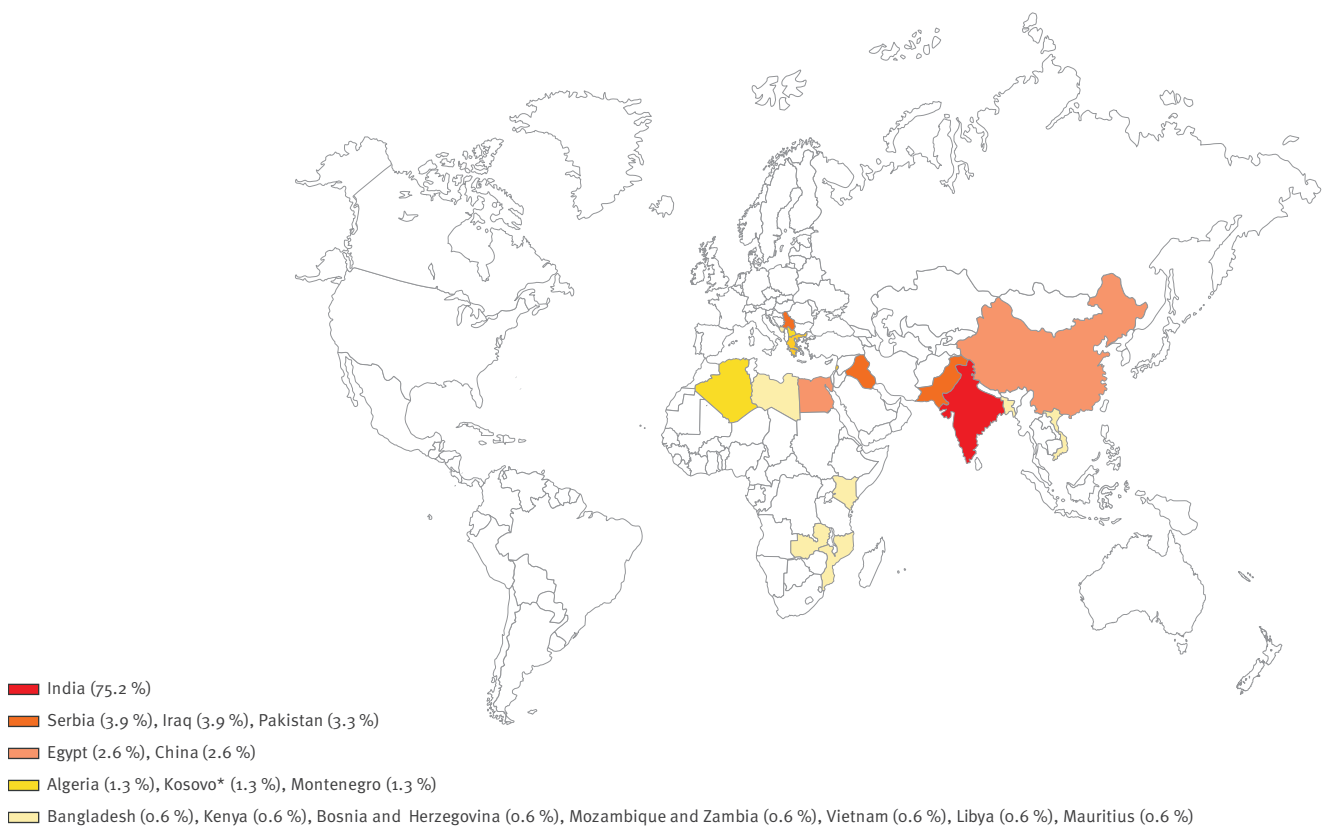 India (75.2 %)
Serbia (3.9 %), Iraq (3.9 %), Pakistan (3.3 %)
Egypt (2.6 %), China (2.6 %)
Algeria (1.3 %), Kosovo* (1.3 %), Montenegro (1.3 %)
Bangladesh (0.6 %), Kenya (0.6 %), Bosnia and Herzegovina (0.6 %), Mozambique and Zambia (0.6 %), Vietnam (0.6 %), Libya (0.6 %), Mauritius (0.6 %)